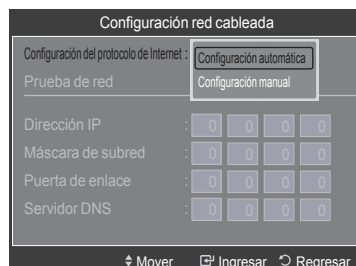 Configuración red cableada
Configuración del protocolo de Internet : Configuración automática
Configuración manual
Prueba de red
Dirección IP : 0 0 0 0
Máscara de subred : 0 0 0 0
Puerta de enlace : 0 0 0 0
Servidor DNS : 0 0 0 0
Mover Ingresar Regresar